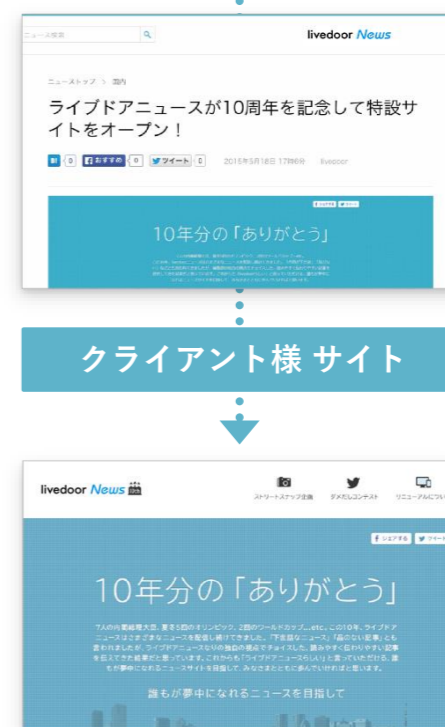 ニュース検索
livedoor News
ニューストップ > 国内
ライブドアニュースが10周年を記念して特設サ
イトをオープン！
B! 0 おすすめ 0 ツイート 0 2015年9月18日 17時6分 livedoor
シェアする ツイート
10年分の「ありがとう」
クライアント様 サイト
livedoor News
ストリートスナップ企画 ダメだしコンテスト リニューアルについ
シェアする ツイート
10年分の「ありがとう」
7人の内閣総理大臣、夏冬5回のオリンピック、2回のワールドカップ...etc。この10年、ライブドア
ニュースはさまざまなニュースを配信し続けてきました。「下世話なニュース」「品のない記事」とも
言われましたが、ライブドアニュースなりの独自の視点でチョイスした、読みやすく伝わりやすい記事
を伝えてきた結果だと思っています。これからも「ライブドアニュースらしい」と言っていただける、誰
もが夢中になれるニュースサイトを目指して、みなさまとともに歩んでいければと思います。
誰もが夢中になれるニュースを目指して